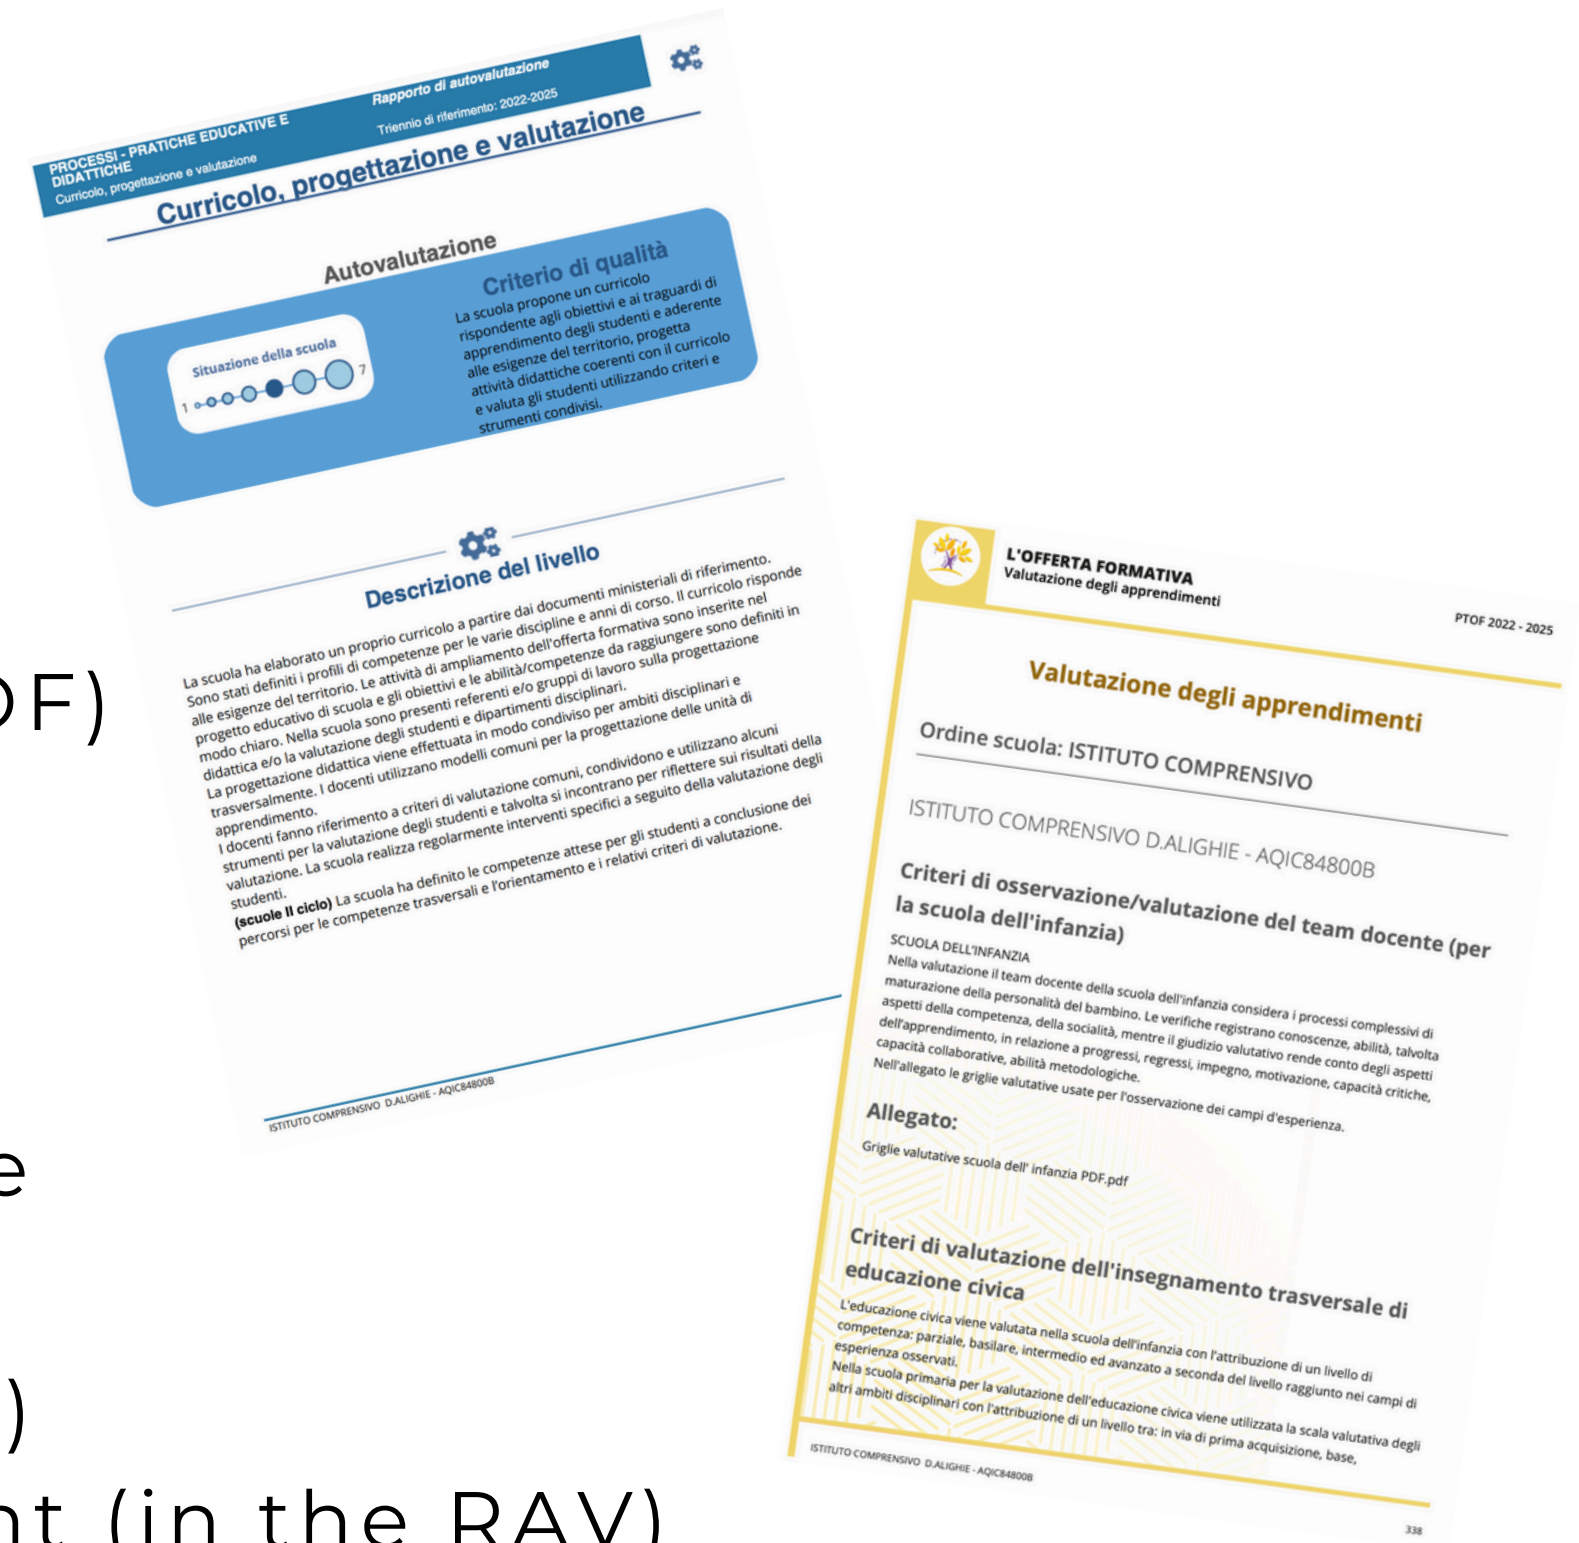 PROCESSI - PRATICHE EDUCATIVE E
DIDATTICHE
Curricolo, progettazione e valutazione
Rapporto di autovalutazione
Triennio di riferimento: 2022-2025
Curricolo, progettazione e valutazione
Autovalutazione
Situazione della scuola
1 7
Criterio di qualità
La scuola propone un curricolo
rispondente agli obiettivi e ai traguardi di
apprendimento degli studenti e aderente
alle esigenze del territorio, progetta
attività didattiche coerenti con il curricolo
e valuta gli studenti utilizzando criteri e
strumenti condivisi.
Descrizione del livello
La scuola ha elaborato un proprio curricolo a partire dai documenti ministeriali di riferimento.
Sono stati definiti i profili di competenze per le varie discipline e anni di corso. Il curricolo risponde
alle esigenze del territorio. Le attività di ampliamento dell'offerta formativa sono inserite nel
progetto educativo di scuola e gli obiettivi e le abilità/competenze da raggiungere sono definiti in
modo chiaro. Nella scuola sono presenti referenti e/o gruppi di lavoro sulla progettazione
didattica e/o la valutazione degli studenti e dipartimenti disciplinari.
La progettazione didattica viene effettuata in modo condiviso per ambiti disciplinari e
trasversalmente. I docenti utilizzano modelli comuni per la progettazione delle unità di
apprendimento.
I docenti fanno riferimento a criteri di valutazione comuni, condividono e utilizzano alcuni
strumenti per la valutazione degli studenti e talvolta si incontrano per riflettere sui risultati della
valutazione. La scuola realizza regolarmente interventi specifici a seguito della valutazione degli
studenti.
(scuole II ciclo) La scuola ha definito le competenze attese per gli studenti a conclusione dei
percorsi per le competenze trasversali e l'orientamento e i relativi criteri di valutazione.
ISTITUTO COMPRENSIVO D.ALIGHIE - AQIC84800B
L'OFFERTA FORMATIVA
Valutazione degli apprendimenti
PTOF 2022 - 2025
Valutazione degli apprendimenti
Ordine scuola: ISTITUTO COMPRENSIVO
ISTITUTO COMPRENSIVO D.ALIGHIE - AQIC84800B
Criteri di osservazione/valutazione del team docente (per
la scuola dell'infanzia)
SCUOLA DELL'INFANZIA
Nella valutazione il team docente della scuola dell'infanzia considera i processi complessivi di
maturazione della personalità del bambino. Le verifiche registrano conoscenze, abilità, talvolta
aspetti della competenza, della socialità, mentre il giudizio valutativo rende conto degli aspetti
dell'apprendimento, in relazione a progressi, regressi, impegno, motivazione, capacità critiche,
capacità collaborative, abilità metodologiche.
Nell'allegato le griglie valutative usate per l'osservazione dei campi d'esperienza.
Allegato:
Griglie valutative scuola dell' infanzia PDF.pdf
Criteri di valutazione dell'insegnamento trasversale di
educazione civica
L'educazione civica viene valutata nella scuola dell'infanzia con l'attribuzione di un livello di
competenza: parziale, basilare, intermedio ed avanzato a seconda del livello raggiunto nei campi di
esperienza osservati.
Nella scuola primaria per la valutazione dell'educazione civica viene utilizzata la scala valutativa degli
altri ambiti disciplinari con l'attribuzione di un livello tra: in via di prima acquisizione, base,
ISTITUTO COMPRENSIVO D.ALIGHIE - AQIC84800B
338
OF)
e
)
nt (in the RAV)